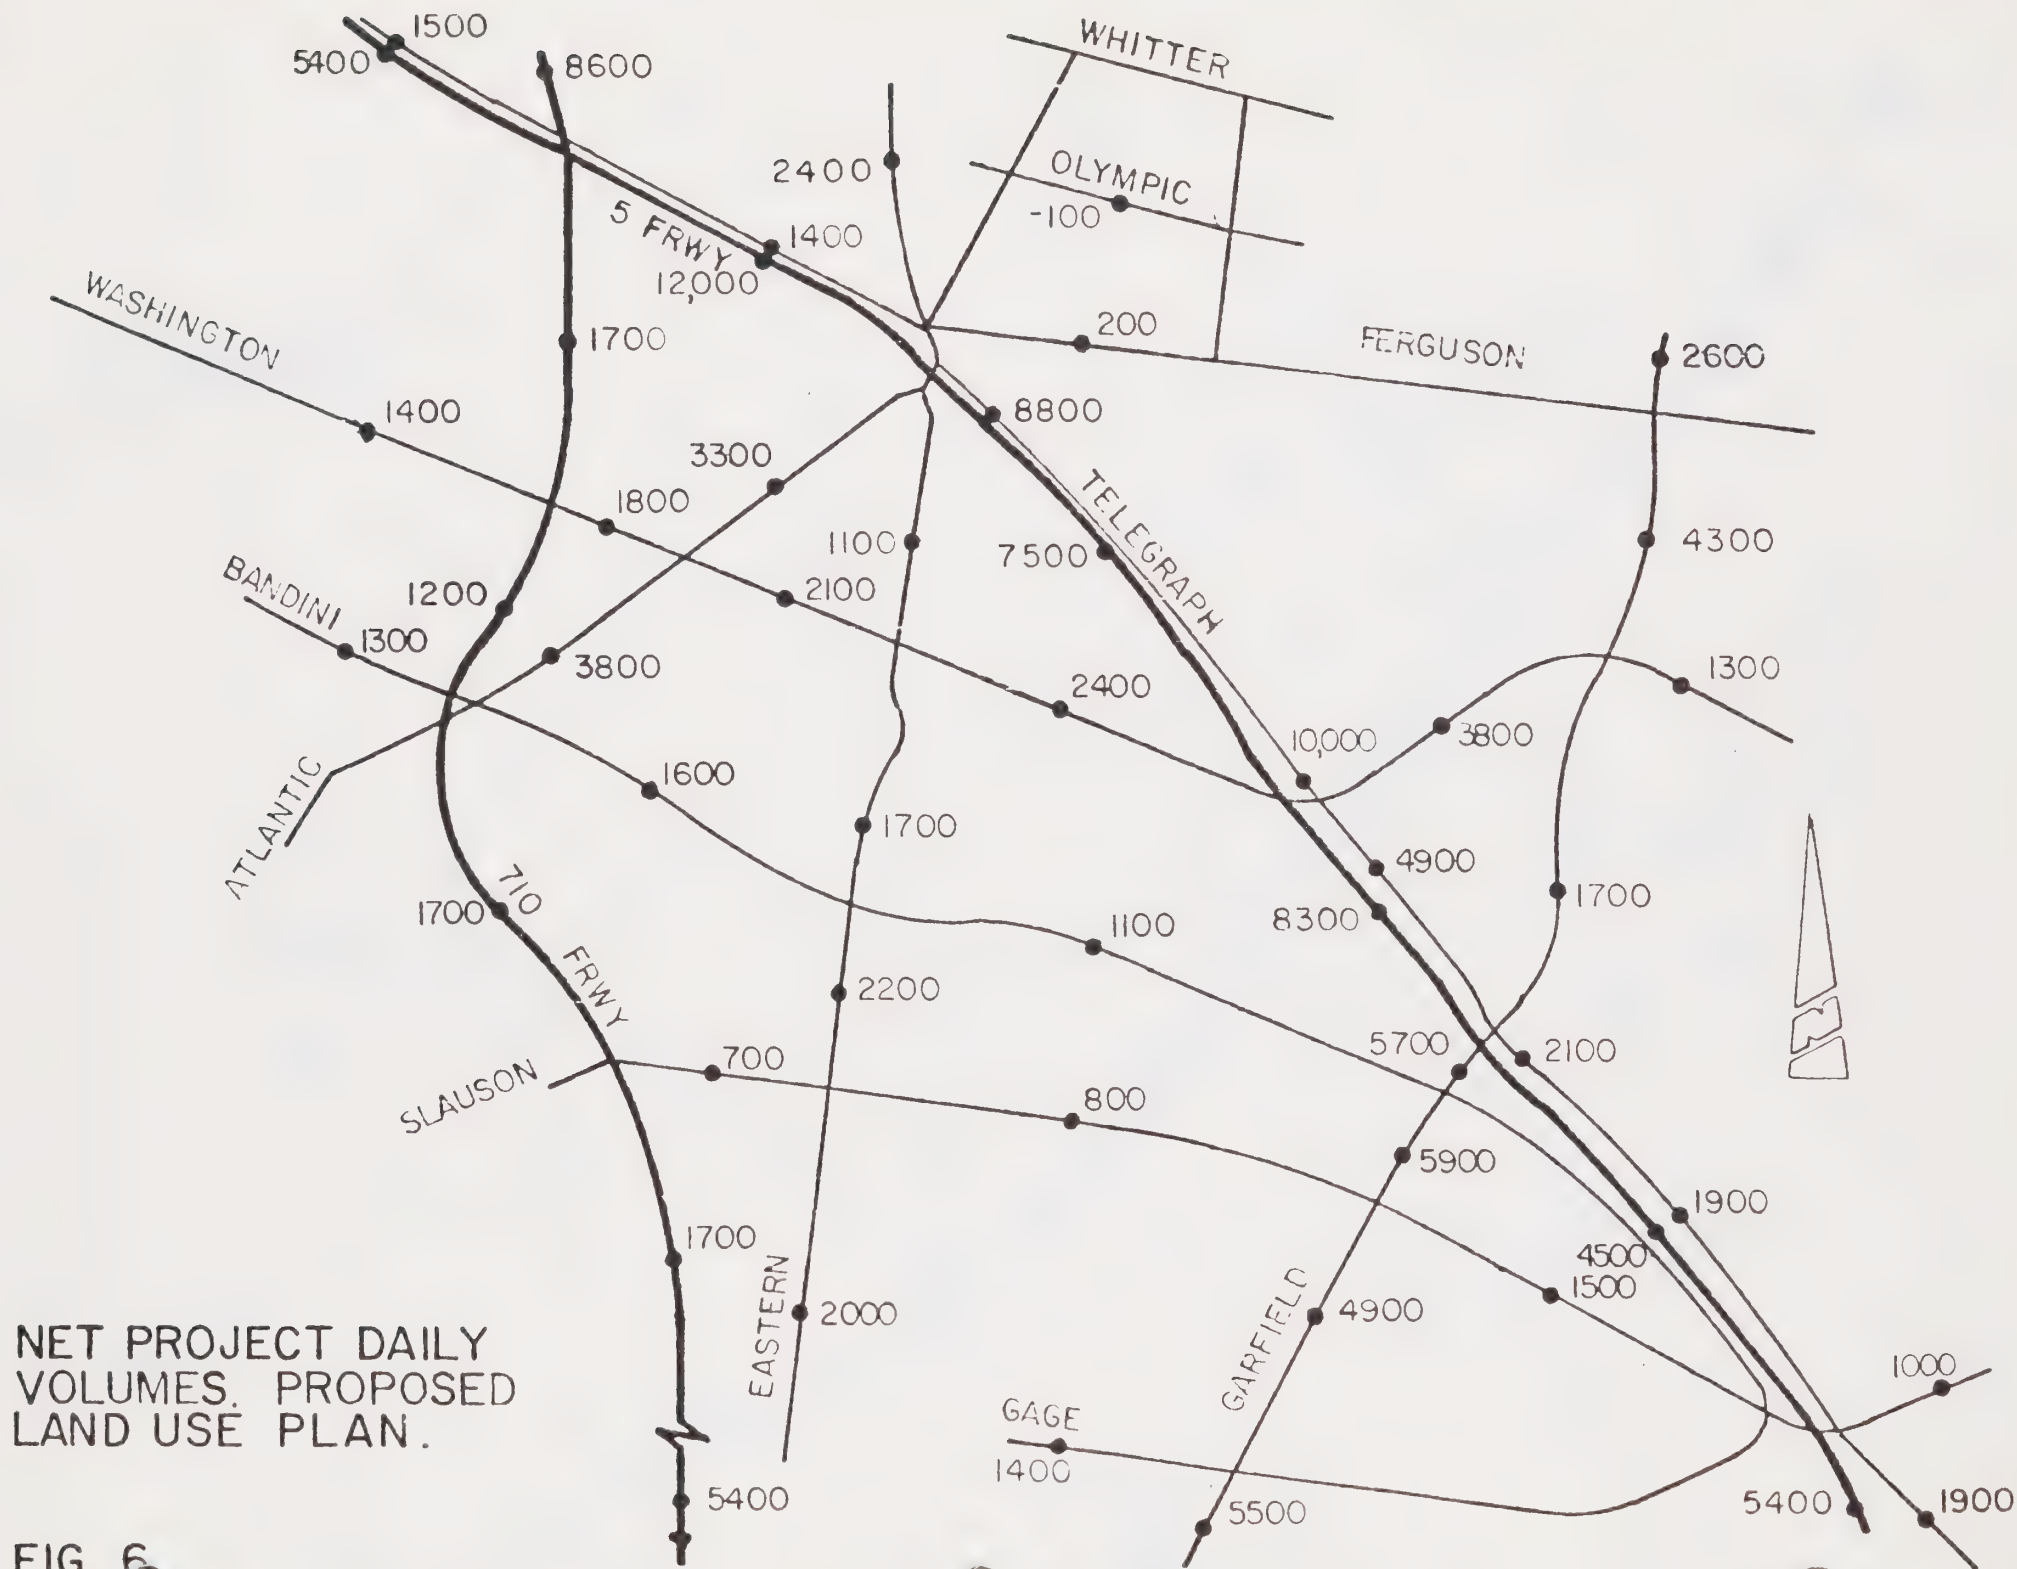 1500
5400
8600
WHITTER
2400
OLYMPIC
-100
5 FRWY
1400
12,000
WASHINGTON
1700
200
FERGUSON
2600
1400
8800
3300
1800
TELEGRAPH
1100
7500
4300
BANDINI
1200
2100
1300
3800
1300
2400
10,000
3800
ATLANTIC
1600
1700
4900
1700
710 FRWY
1700
8300
1100
2200
5700
2100
SLAUSON
700
800
5900
1900
1700
4500
1500
EASTERN
2000
GARFIELD
4900
NET PROJECT DAILY
VOLUMES. PROPOSED
LAND USE PLAN.
1000
GAGE
1400
5400
5500
5400
1900
FIG. 6